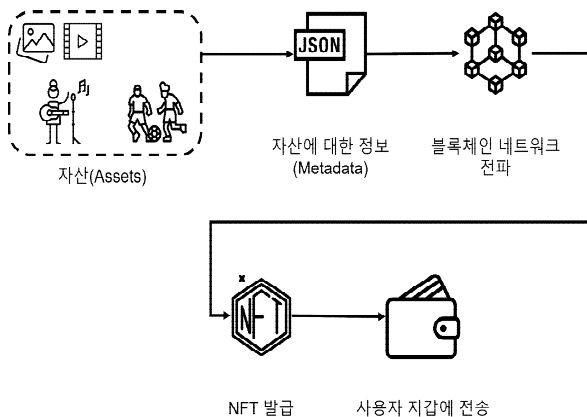 JSON
자산(Assets)
자산에 대한 정보
(Metadata)
블록체인 네트워크
전파
NFT
NFT 발급
사용자 지갑에 전송